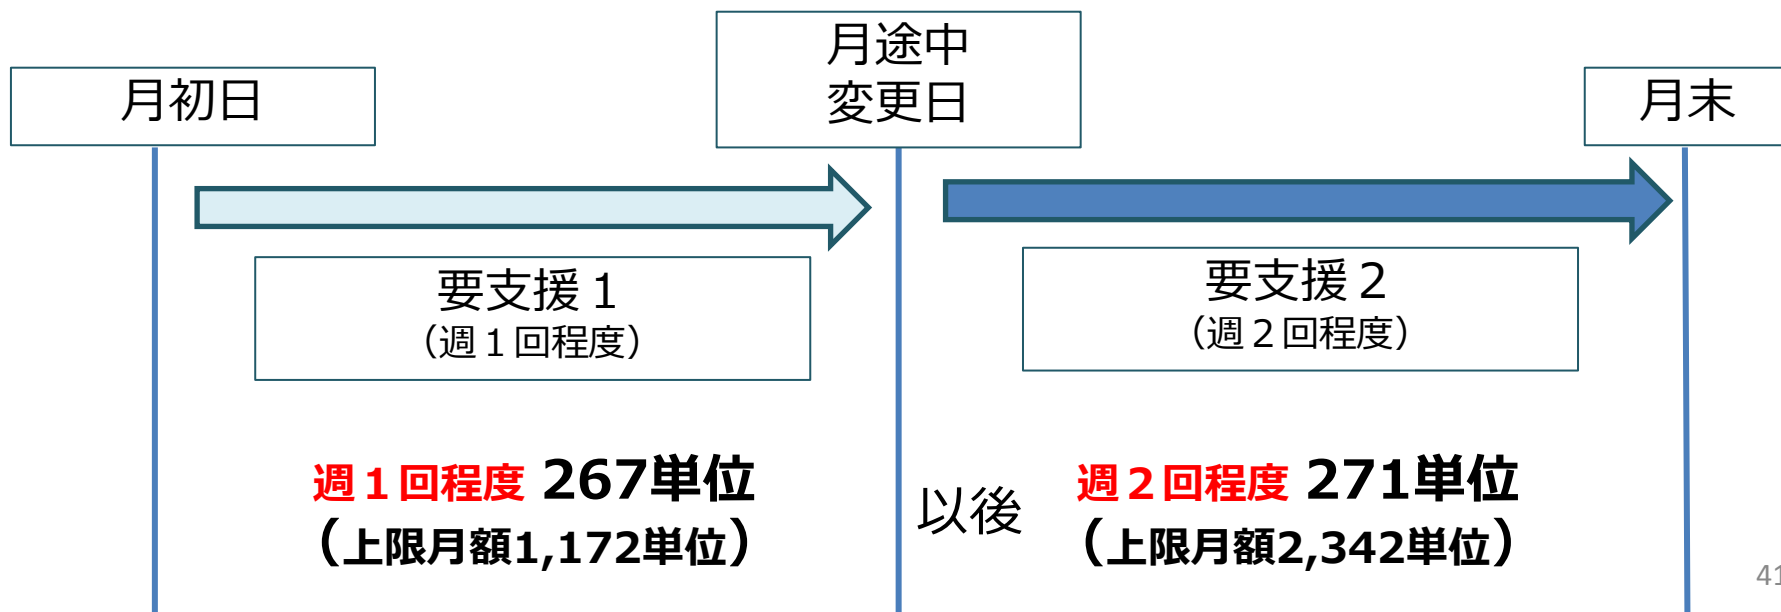 月初日
月途中
変更日
月末
要支援１
（週１回程度）
要支援２
（週２回程度）
週１回程度 267単位
（上限月額1,172単位）
以後
週２回程度 271単位
（上限月額2,342単位）
41